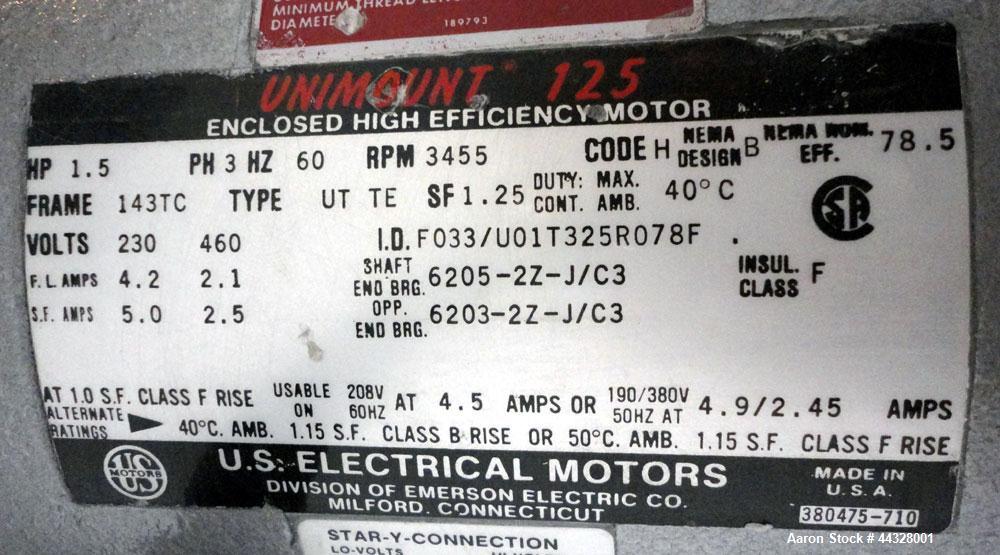 MINIMUM THREAD
DIAMETER
189793
UNIMOUNT 125
ENCLOSED HIGH EFFICIENCY MOTOR
HP 1.5 PH 3 HZ 60 RPM 3455 CODE H NEMA DESIGN B NEMA NOM. EFF. 78.5
FRAME 143TC TYPE UT TE SF 1.25 DUTY: CONT. MAX. AMB. 40°C
CSA
VOLTS 230 460 I.D. F033/U01T325R078F .
F.L. AMPS 4.2 2.1 SHAFT END BRG. 6205-2Z-J/C3 INSUL. CLASS F
S.F. AMPS 5.0 2.5 OPP. END BRG. 6203-2Z-J/C3
AT 1.0 S.F. CLASS F RISE USABLE ON 208V 60HZ AT 4.5 AMPS OR 190/380V 50HZ AT 4.9/2.45 AMPS
ALTERNATE RATINGS 40°C. AMB. 1.15 S.F. CLASS B RISE OR 50°C. AMB. 1.15 S.F. CLASS F RISE
US MOTORS
U.S. ELECTRICAL MOTORS
DIVISION OF EMERSON ELECTRIC CO.
MILFORD, CONNECTICUT
MADE IN
U.S.A.
380475-710
STAR-Y-CONNECTION
LO-VOLTS
Aaron Stock # 44328001